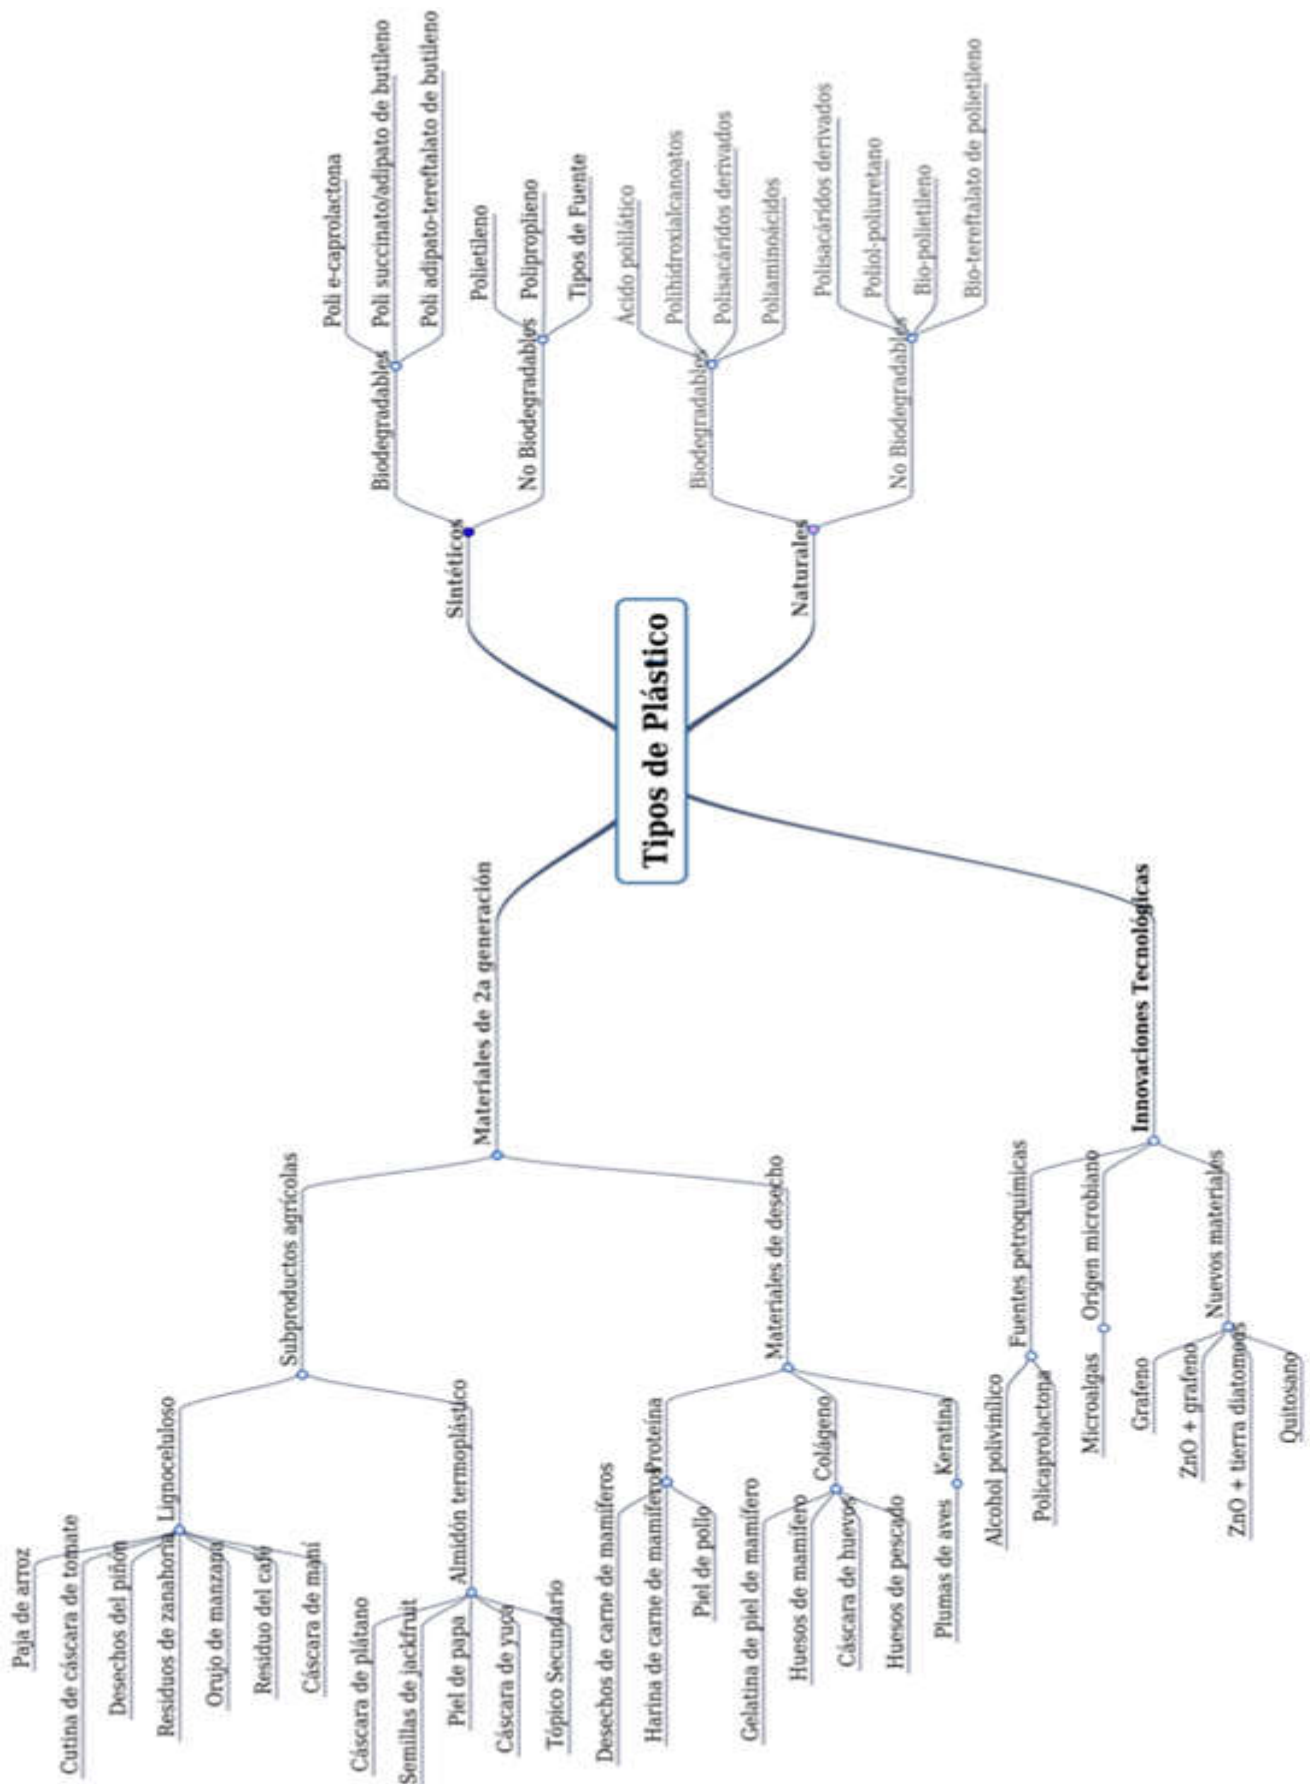 Tipos de Plástico
Sintéticos
Biodegradables
Poli e-caprolactona
Poli succinato/adipato de butileno
Poli adipato-tereftalato de butileno
No Biodegradables
Polietileno
Poliproplieno
Tipos de Fuente
Naturales
Biodegradables
Ácido polilático
Polihidroxialcanoatos
Polisacáridos derivados
Poliaminoácidos
No Biodegradables
Polisacáridos derivados
Poliol-poliuretano
Bio-polietileno
Bio-tereftalato de polietileno
Materiales de 2a generación
Subproductos agrícolas
Lignoceluloso
Paja de arroz
Cutina de cáscara de tomate
Desechos del piñón
Residuos de zanahoria
Orujo de manzana
Residuo del café
Cáscara de maní
Almidón termoplástico
Cáscara de plátano
Semillas de jackfruit
Piel de papa
Cáscara de yuca
Tópico Secundario
Materiales de desecho
Proteína
Desechos de carne de mamíferos
Harina de carne de mamíferos
Piel de pollo
Colágeno
Gelatina de piel de mamífero
Huesos de mamífero
Cáscara de huevos
Huesos de pescado
Keratina
Plumas de aves
Innovaciones Tecnológicas
Fuentes petroquímicas
Alcohol polivinílico
Policaprolactona
Origen microbiano
Microalgas
Nuevos materiales
Grafeno
ZnO + grafeno
ZnO + tierra diatomeas
Quitosano